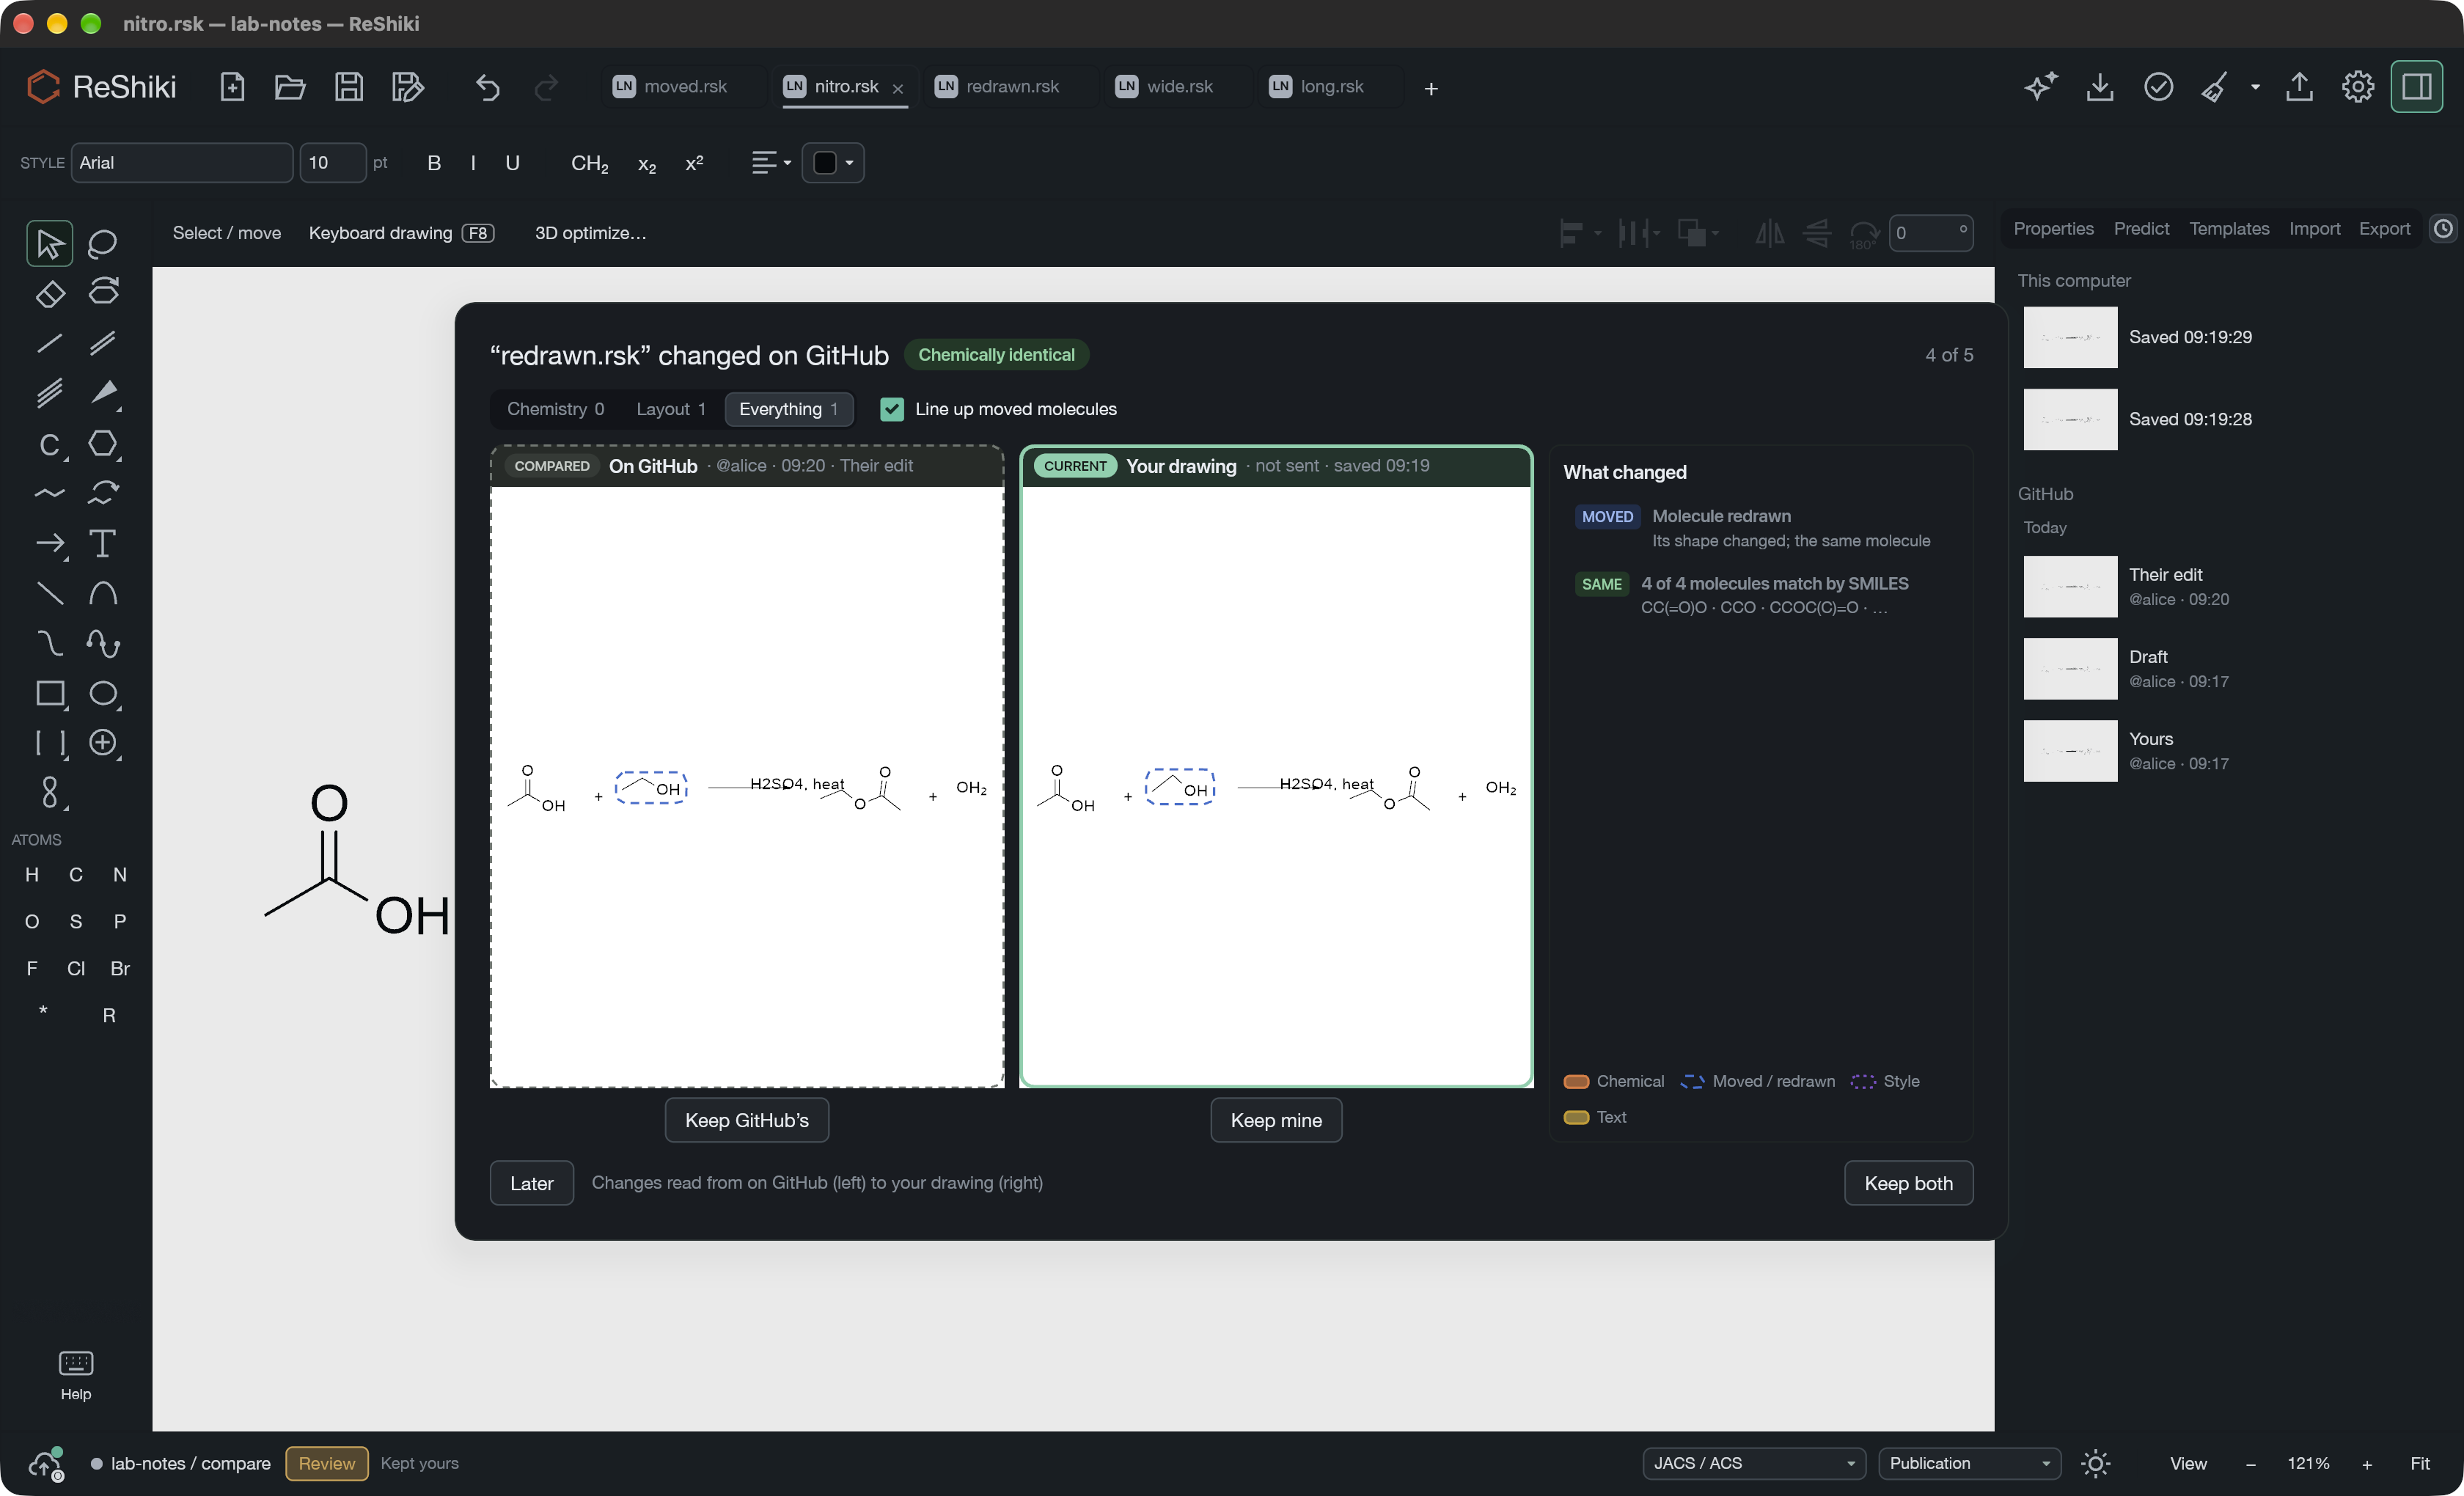 nitro.rsk — lab-notes — ReShiki
ReShiki
LN moved.rsk
LN nitro.rsk ×
LN redrawn.rsk
LN wide.rsk
LN long.rsk
+
STYLE Arial 10 pt B I U CH₂ x₂ x²
Select / move Keyboard drawing F8 3D optimize…
180° 0 °
Properties Predict Templates Import Export
“redrawn.rsk” changed on GitHub Chemically identical 4 of 5
Chemistry 0 Layout 1 Everything 1 Line up moved molecules
COMPARED On GitHub · @alice · 09:20 · Their edit
O
OH
+
OH
H2SO4, heat
O
O
+
OH₂
CURRENT Your drawing · not sent · saved 09:19
O
OH
+
OH
H2SO4, heat
O
O
+
OH₂
What changed
MOVED Molecule redrawn
Its shape changed; the same molecule
SAME 4 of 4 molecules match by SMILES
CC(=O)O · CCO · CCOC(C)=O · …
Chemical Moved / redrawn Style
Text
Keep GitHub’s
Keep mine
Later Changes read from on GitHub (left) to your drawing (right) Keep both
This computer
Saved 09:19:29
Saved 09:19:28
GitHub
Today
Their edit
@alice · 09:20
Draft
@alice · 09:17
Yours
@alice · 09:17
C
T
[ ]
ATOMS
H C N
O S P
F Cl Br
* R
O
OH
Help
lab-notes / compare Review Kept yours
JACS / ACS Publication View – 121% + Fit